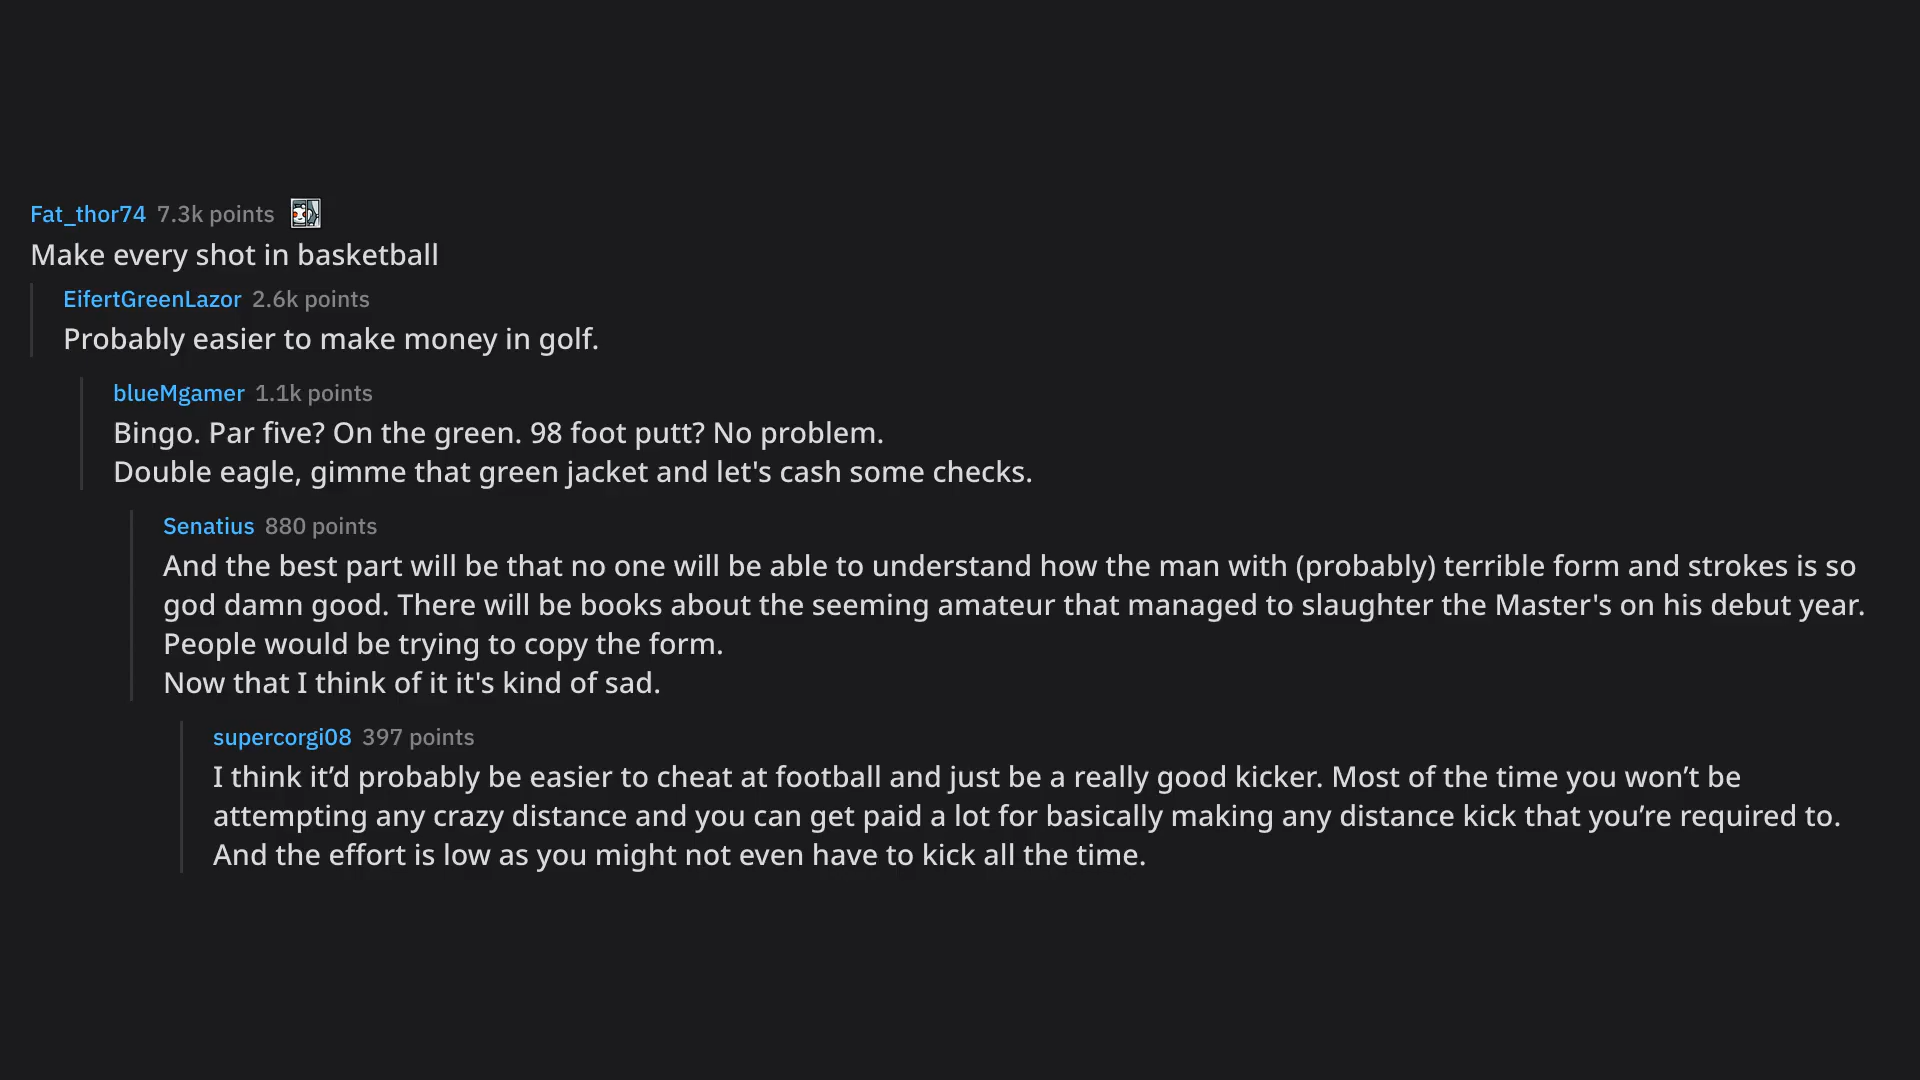 Fat_thor74 7.3k points
Make every shot in basketball
EifertGreenLazor 2.6k points
Probably easier to make money in golf.
blueMgamer 1.1k points
Bingo. Par five? On the green. 98 foot putt? No problem.
Double eagle, gimme that green jacket and let's cash some checks.
Senatius 880 points
And the best part will be that no one will be able to understand how the man with (probably) terrible form and strokes is so
god damn good. There will be books about the seeming amateur that managed to slaughter the Master's on his debut year.
People would be trying to copy the form.
Now that I think of it it's kind of sad.
supercorgi08 397 points
I think it’d probably be easier to cheat at football and just be a really good kicker. Most of the time you won’t be
attempting any crazy distance and you can get paid a lot for basically making any distance kick that you’re required to.
And the effort is low as you might not even have to kick all the time.